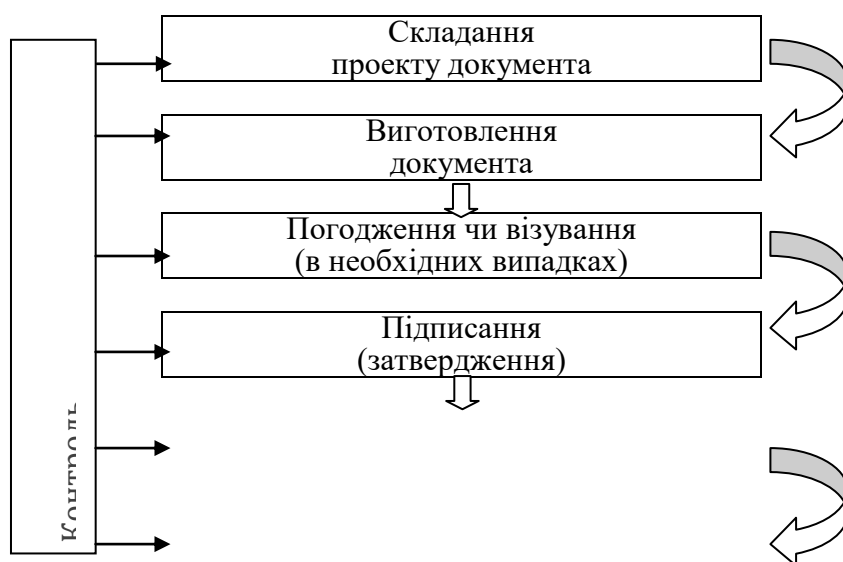 Складання
проекту документа
Виготовлення
документа
Погодження чи візування
(в необхідних випадках)
Підписання
(затвердження)
Контроль